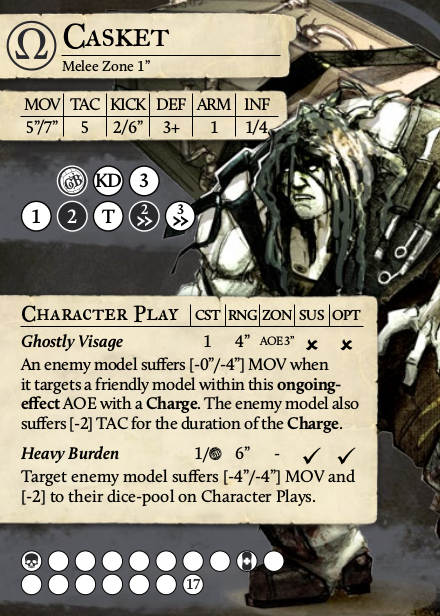 Ω CASKET
Melee Zone 1"
MOV TAC KICK DEF ARM INF
5"/7" 5 2/6" 3+ 1 1/4
GB KD 3
1 2 T 2 >> 3 >>
CHARACTER PLAY CST RNG ZON SUS OPT
Ghostly Visage 1 4" AOE 3" ✘ ✘
An enemy model suffers [-0"/-4"] MOV when
it targets a friendly model within this ongoing-
effect AOE with a Charge. The enemy model also
suffers [-2] TAC for the duration of the Charge.
Heavy Burden 1/GB 6" - ✓ ✓
Target enemy model suffers [-4"/-4"] MOV and
[-2] to their dice-pool on Character Plays.
17